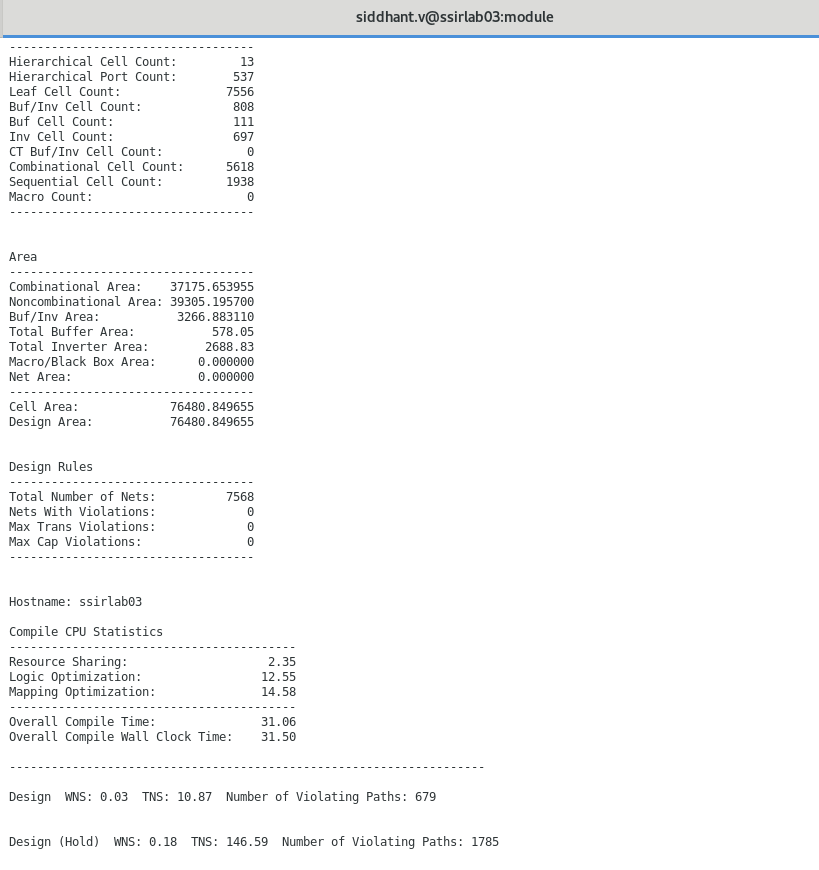 siddhant.v@ssirlab03:module
-----------------------------------
Hierarchical Cell Count:         13
Hierarchical Port Count:        537
Leaf Cell Count:               7556
Buf/Inv Cell Count:             808
Buf Cell Count:                 111
Inv Cell Count:                 697
CT Buf/Inv Cell Count:            0
Combinational Cell Count:      5618
Sequential Cell Count:         1938
Macro Count:                      0
-----------------------------------
Area
-----------------------------------
Combinational Area:    37175.653955
Noncombinational Area: 39305.195700
Buf/Inv Area:           3266.883110
Total Buffer Area:           578.05
Total Inverter Area:        2688.83
Macro/Black Box Area:      0.000000
Net Area:                  0.000000
-----------------------------------
Cell Area:             76480.849655
Design Area:           76480.849655
Design Rules
-----------------------------------
Total Number of Nets:          7568
Nets With Violations:             0
Max Trans Violations:             0
Max Cap Violations:               0
-----------------------------------
Hostname: ssirlab03
Compile CPU Statistics
-----------------------------------------
Resource Sharing:                    2.35
Logic Optimization:                 12.55
Mapping Optimization:               14.58
-----------------------------------------
Overall Compile Time:               31.06
Overall Compile Wall Clock Time:    31.50
--------------------------------------------------------------------
Design  WNS: 0.03  TNS: 10.87  Number of Violating Paths: 679
Design (Hold)  WNS: 0.18  TNS: 146.59  Number of Violating Paths: 1785